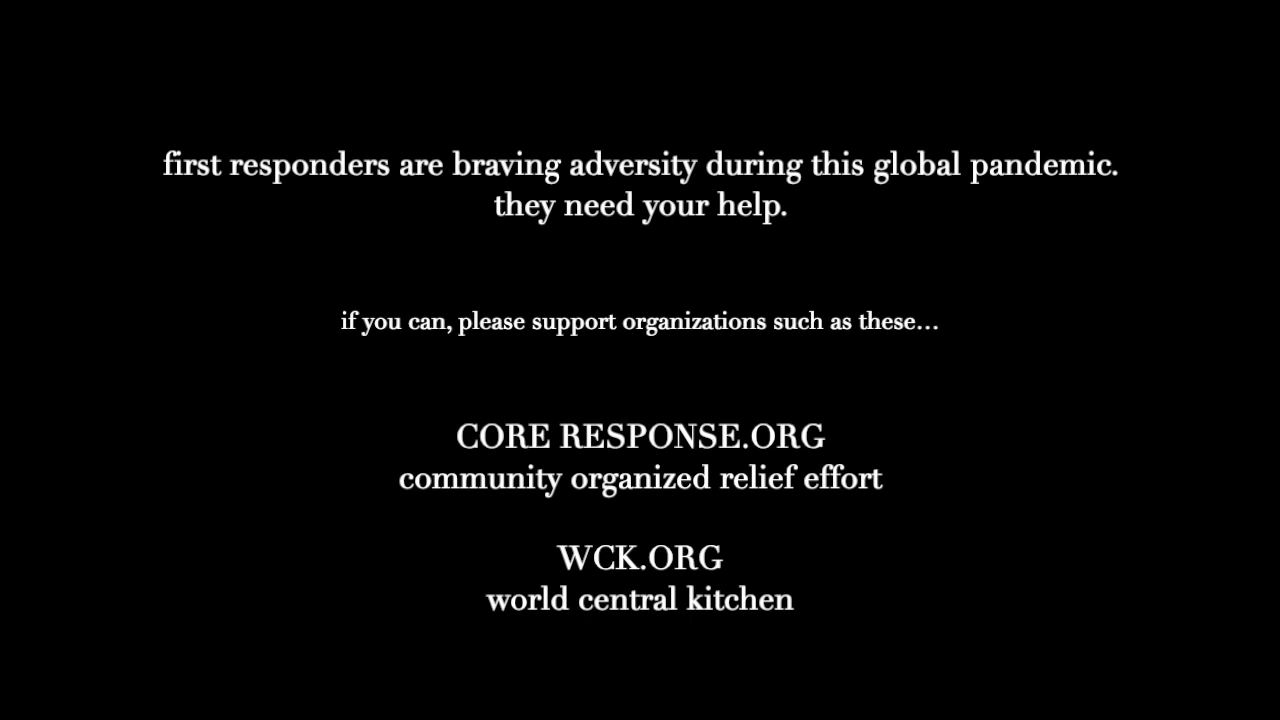 first responders are braving adversity during this global pandemic.
they need your help.
if you can, please support organizations such as these...
CORE RESPONSE.ORG
community organized relief effort
WCK.ORG
world central kitchen